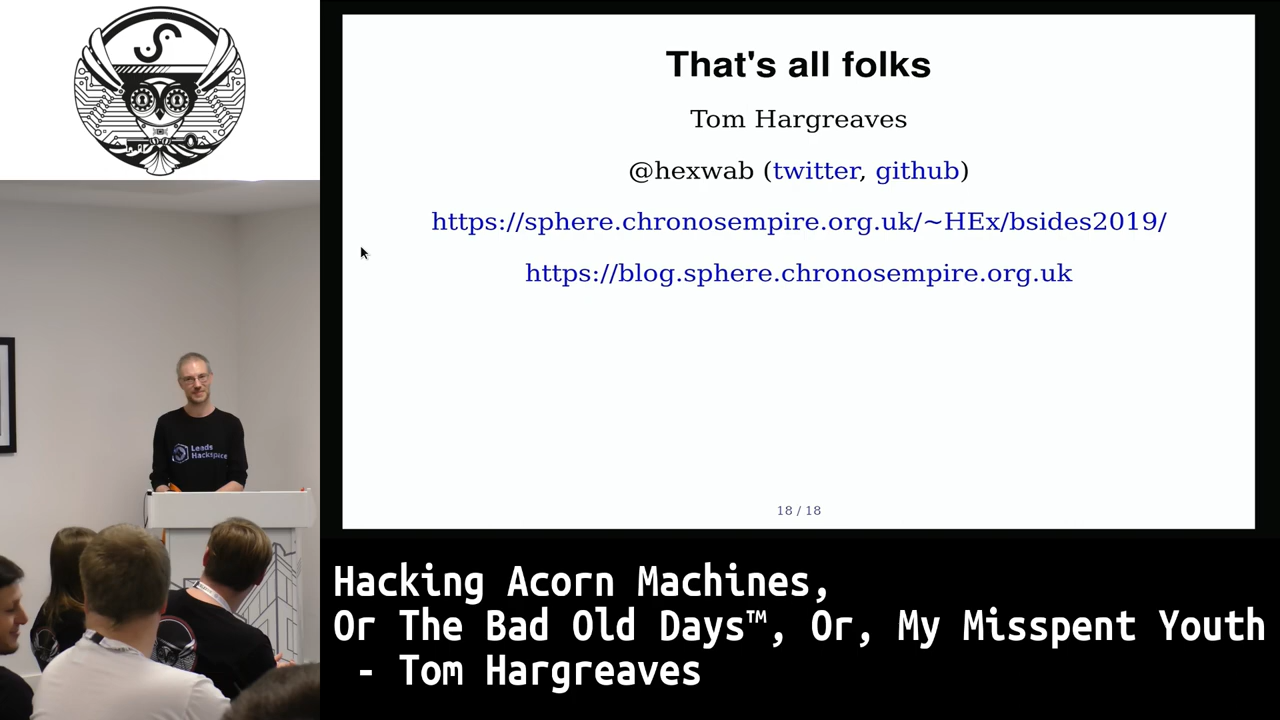 That's all folks
Tom Hargreaves
@hexwab (twitter, github)
https://sphere.chronosempire.org.uk/~HEx/bsides2019/
https://blog.sphere.chronosempire.org.uk
18 / 18
Leeds
Hackspace
Hacking Acorn Machines,
Or The Bad Old Days™, Or, My Misspent Youth
- Tom Hargreaves